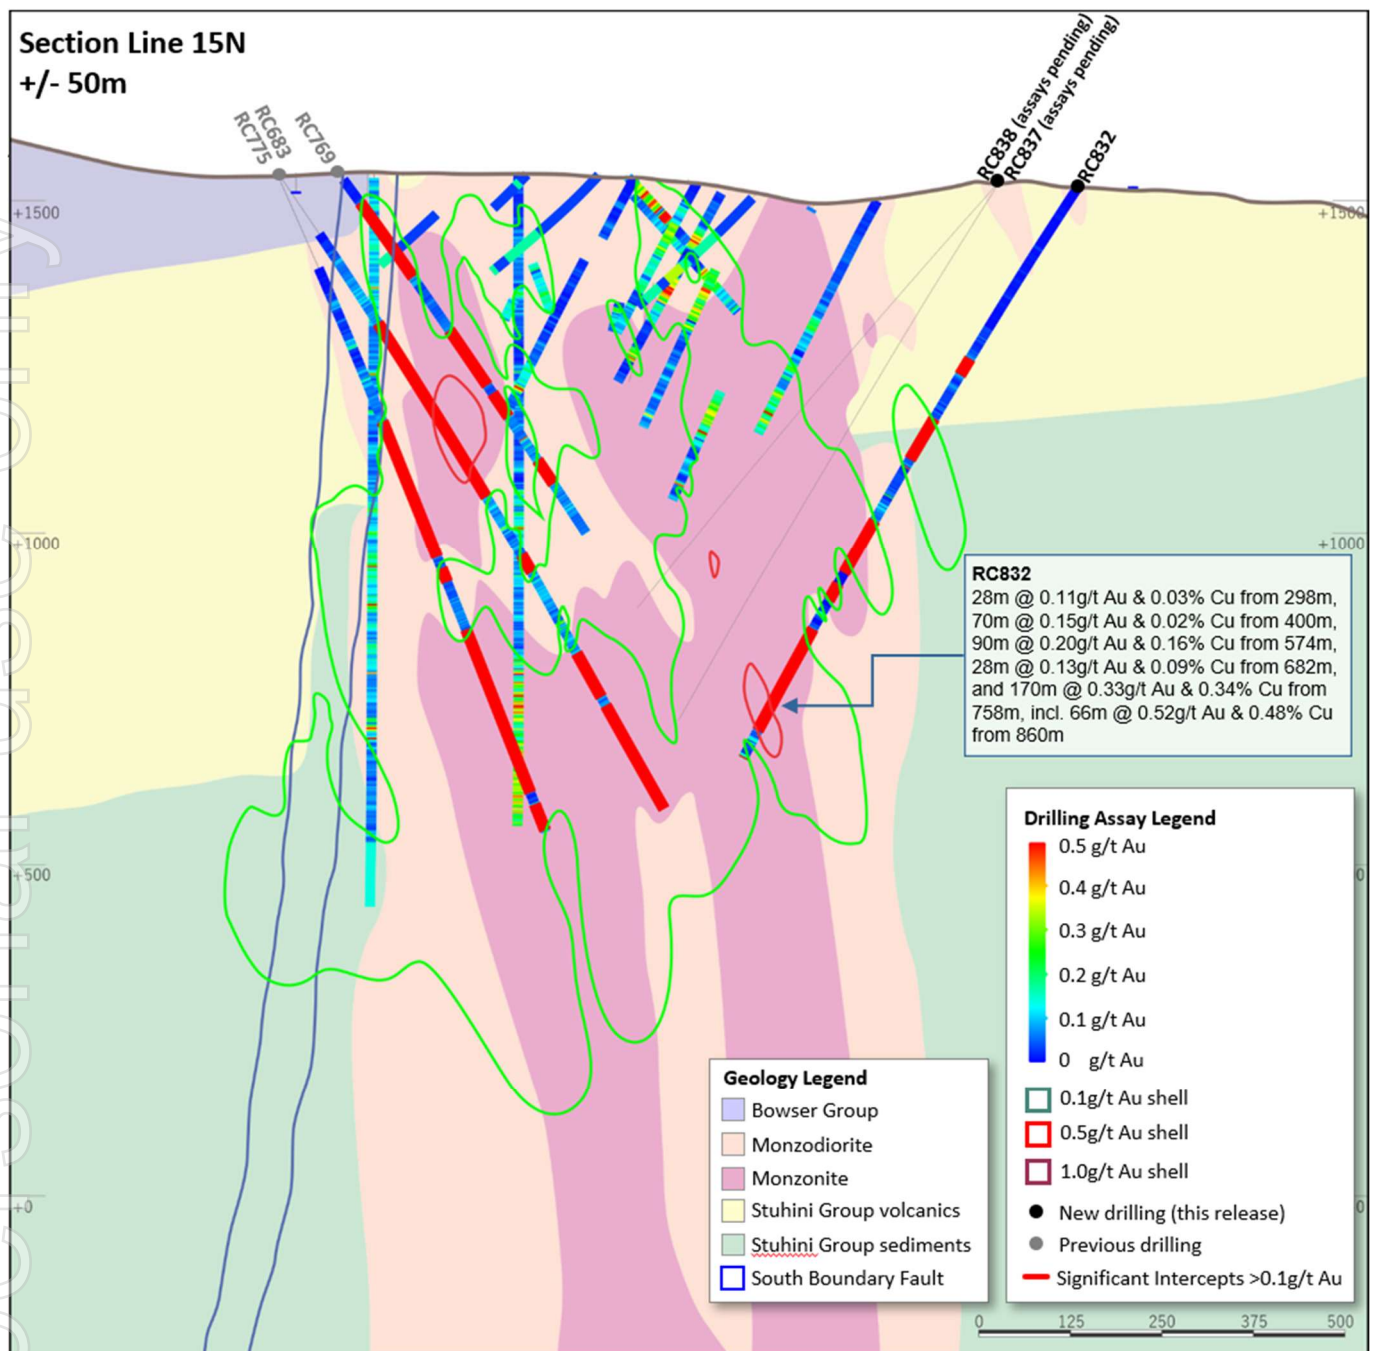 Section Line 15N
+/- 50m
RC775
RC683
RC769
RC838 (assays pending)
RC837 (assays pending)
RC832
+1500
+1500
+1000
+1000
RC832
28m @ 0.11g/t Au & 0.03% Cu from 298m,
70m @ 0.15g/t Au & 0.02% Cu from 400m,
90m @ 0.20g/t Au & 0.16% Cu from 574m,
28m @ 0.13g/t Au & 0.09% Cu from 682m,
and 170m @ 0.33g/t Au & 0.34% Cu from
758m, incl. 66m @ 0.52g/t Au & 0.48% Cu
from 860m
Drilling Assay Legend
0.5 g/t Au
0.4 g/t Au
0.3 g/t Au
0.2 g/t Au
0.1 g/t Au
0 g/t Au
0.1g/t Au shell
0.5g/t Au shell
1.0g/t Au shell
New drilling (this release)
Previous drilling
Significant Intercepts >0.1g/t Au
+500
0
Geology Legend
Bowser Group
Monzodiorite
Monzonite
Stuhini Group volcanics
Stuhini Group sediments
South Boundary Fault
+0
0
0 125 250 375 500